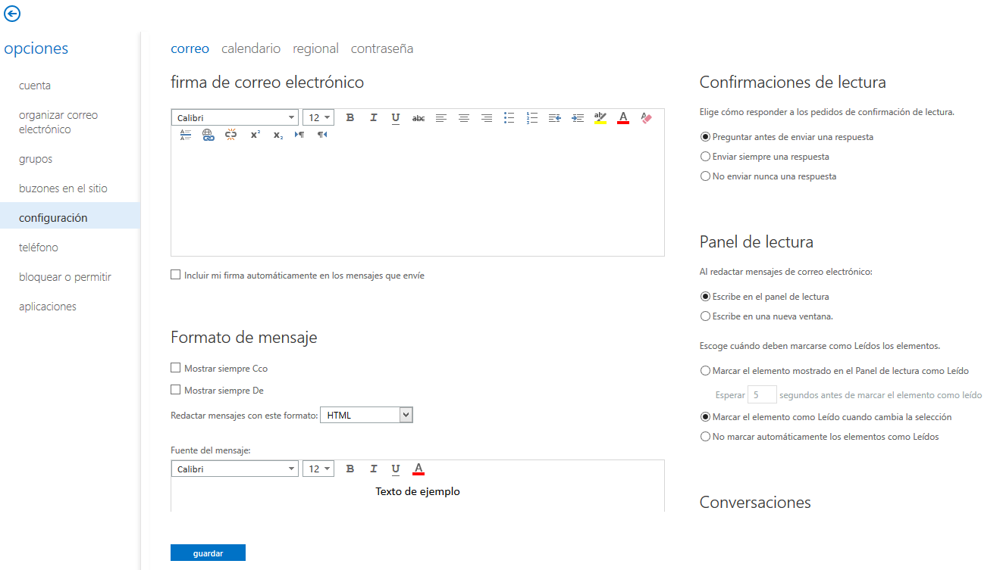 opciones
cuenta
organizar correo
electrónico
grupos
buzones en el sitio
configuración
teléfono
bloquear o permitir
aplicaciones
correo calendario regional contraseña
firma de correo electrónico
Calibri 12 B I U abc ab A A
A A x² x₂
Incluir mi firma automáticamente en los mensajes que envíe
Formato de mensaje
Mostrar siempre Cco
Mostrar siempre De
Redactar mensajes con este formato: HTML
Fuente del mensaje:
Calibri 12 B I U A
Texto de ejemplo
guardar
Confirmaciones de lectura
Elige cómo responder a los pedidos de confirmación de lectura.
Preguntar antes de enviar una respuesta
Enviar siempre una respuesta
No enviar nunca una respuesta
Panel de lectura
Al redactar mensajes de correo electrónico:
Escribe en el panel de lectura
Escribe en una nueva ventana.
Escoge cuándo deben marcarse como Leídos los elementos.
Marcar el elemento mostrado en el Panel de lectura como Leído
Esperar 5 segundos antes de marcar el elemento como leído
Marcar el elemento como Leído cuando cambia la selección
No marcar automáticamente los elementos como Leídos
Conversaciones